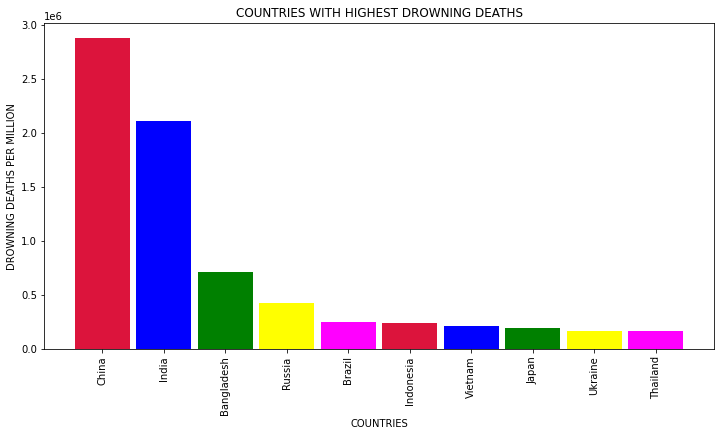 COUNTRIES WITH HIGHEST DROWNING DEATHS
1e6
3.0
2.5
2.0
1.5
1.0
0.5
0.0
DROWNING DEATHS PER MILLION
China
India
Bangladesh
Russia
Brazil
Indonesia
Vietnam
Japan
Ukraine
Thailand
COUNTRIES